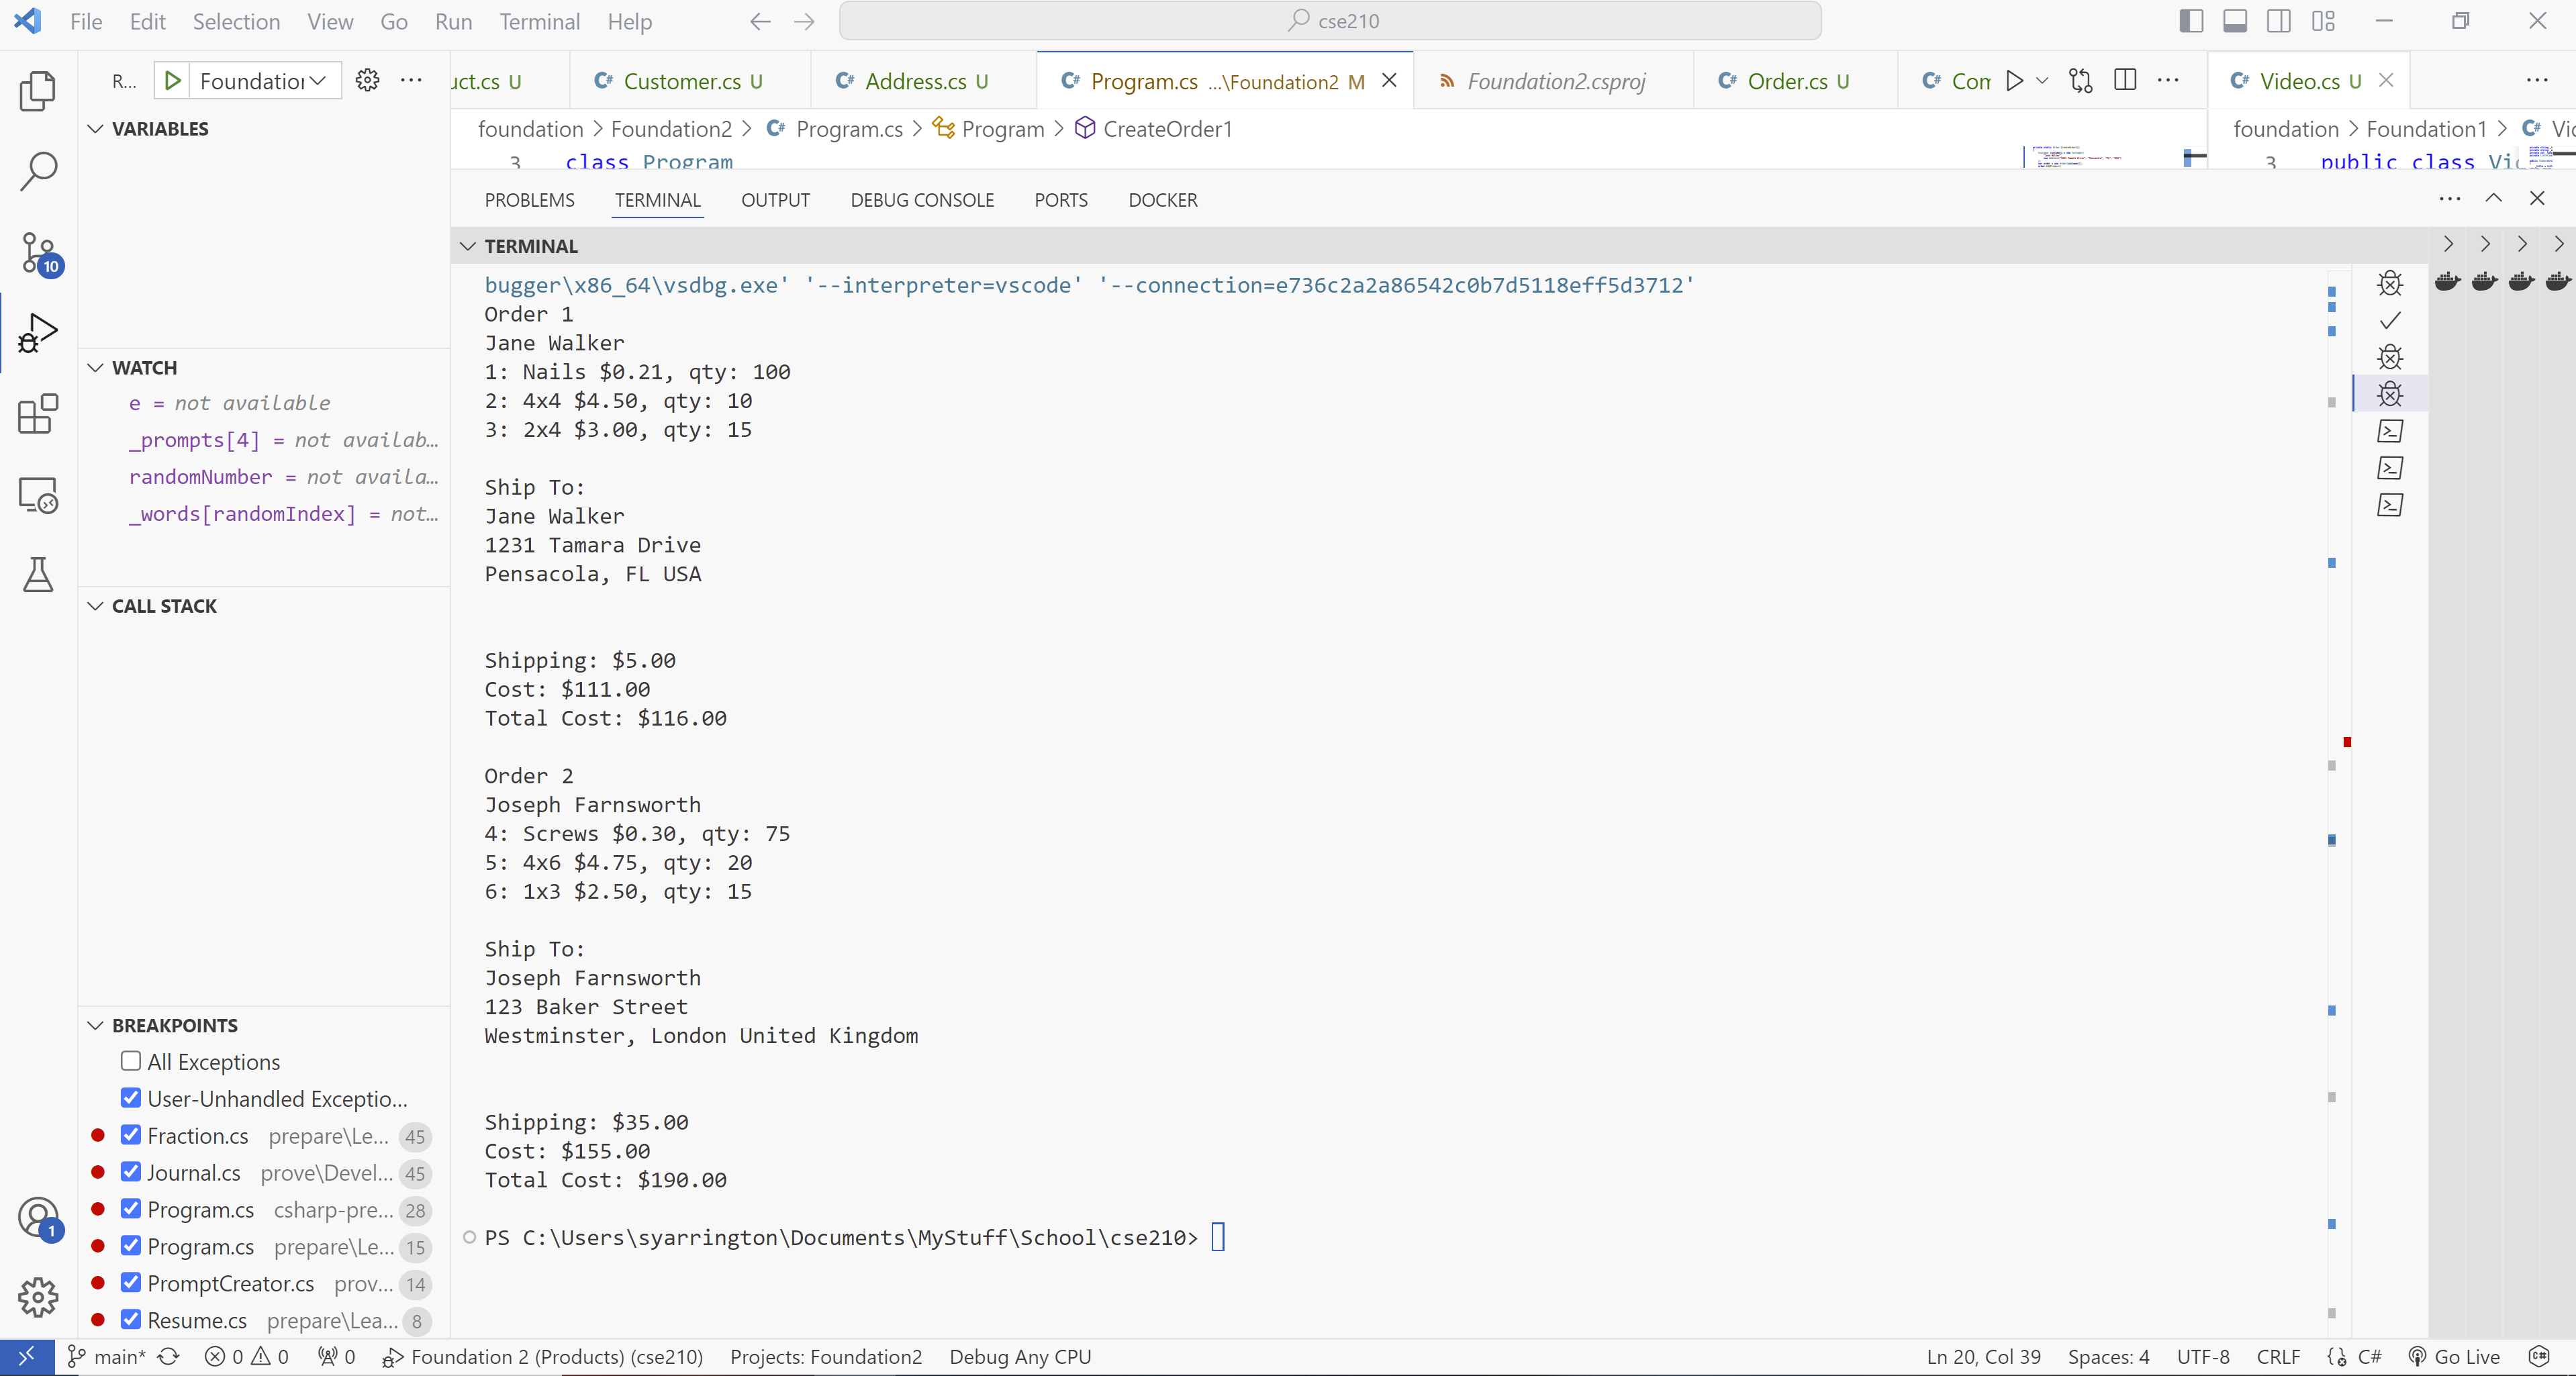 File Edit Selection View Go Run Terminal Help
cse210
R...
Foundation
uct.cs U
Customer.cs U
Address.cs U
Program.cs ...\Foundation2 M
Foundation2.csproj
Order.cs U
Com
Video.cs U
foundation > Foundation2 > Program.cs > Program > CreateOrder1
foundation > Foundation1 >
3 class Program
3 public class Vid
VARIABLES
WATCH
e = not available
_prompts[4] = not availab...
randomNumber = not availa...
_words[randomIndex] = not...
CALL STACK
BREAKPOINTS
All Exceptions
User-Unhandled Exceptio...
Fraction.cs prepare\Le... 45
Journal.cs prove\Devel... 45
Program.cs csharp-pre... 28
Program.cs prepare\Le... 15
PromptCreator.cs prov... 14
Resume.cs prepare\Lea... 8
10
1
PROBLEMS TERMINAL OUTPUT DEBUG CONSOLE PORTS DOCKER
TERMINAL
bugger\x86_64\vsdbg.exe' '--interpreter=vscode' '--connection=e736c2a2a86542c0b7d5118eff5d3712'
Order 1
Jane Walker
1: Nails $0.21, qty: 100
2: 4x4 $4.50, qty: 10
3: 2x4 $3.00, qty: 15
Ship To:
Jane Walker
1231 Tamara Drive
Pensacola, FL USA
Shipping: $5.00
Cost: $111.00
Total Cost: $116.00
Order 2
Joseph Farnsworth
4: Screws $0.30, qty: 75
5: 4x6 $4.75, qty: 20
6: 1x3 $2.50, qty: 15
Ship To:
Joseph Farnsworth
123 Baker Street
Westminster, London United Kingdom
Shipping: $35.00
Cost: $155.00
Total Cost: $190.00
PS C:\Users\syarrington\Documents\MyStuff\School\cse210>
main* 0 0 0 Foundation 2 (Products) (cse210) Projects: Foundation2 Debug Any CPU Ln 20, Col 39 Spaces: 4 UTF-8 CRLF C# Go Live